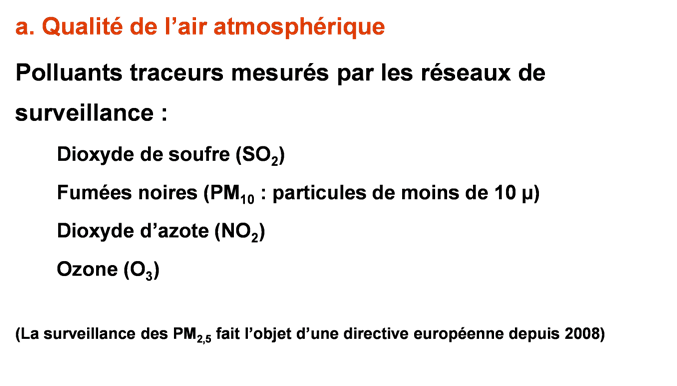 a. Qualité de l’air atmosphérique
Polluants traceurs mesurés par les réseaux de
surveillance :
Dioxyde de soufre (SO2)
Fumées noires (PM10 : particules de moins de 10 µ)
Dioxyde d’azote (NO2)
Ozone (O3)
(La surveillance des PM2,5 fait l’objet d’une directive européenne depuis 2008)